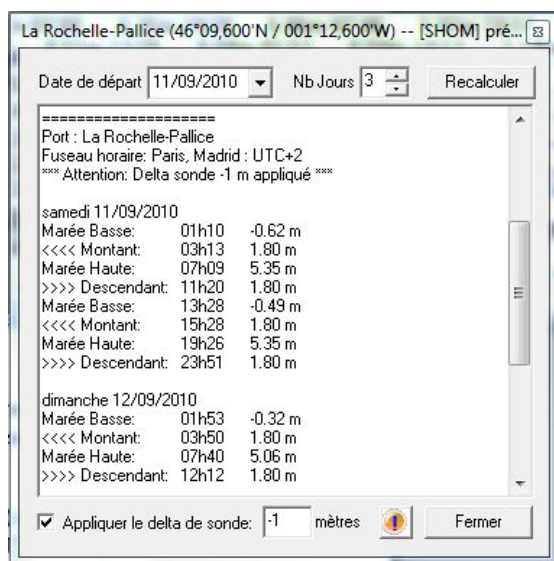 La Rochelle-Pallice (46°09,600'N / 001°12,600'W) -- [SHOM] pré...
Date de départ 11/09/2010 Nb Jours 3 Recalculer
=====================
Port : La Rochelle-Pallice
Fuseau horaire: Paris, Madrid : UTC+2
*** Attention: Delta sonde -1 m appliqué ***
samedi 11/09/2010
Marée Basse: 01h10 -0.62 m
<<<< Montant: 03h13 1.80 m
Marée Haute: 07h09 5.35 m
>>>> Descendant: 11h20 1.80 m
Marée Basse: 13h28 -0.49 m
<<<< Montant: 15h28 1.80 m
Marée Haute: 19h26 5.35 m
>>>> Descendant: 23h51 1.80 m
dimanche 12/09/2010
Marée Basse: 01h53 -0.32 m
<<<< Montant: 03h50 1.80 m
Marée Haute: 07h40 5.06 m
>>>> Descendant: 12h12 1.80 m
Appliquer le delta de sonde: -1 mètres Fermer